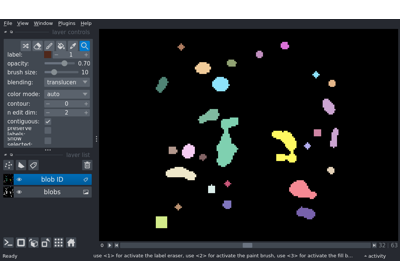 File View Window Plugins Help
layer controls
label: 1
opacity: 0.70
brush size: 10
blending: translucen
color mode: auto
contour: 0
n edit dim: 2
contiguous:
preserve
labels:
show
selected:
layer list
blob ID
blobs
32 63
Ready
use <1> for activate the label eraser, use <2> for activate the paint brush, use <3> for activate the fill b...
activity